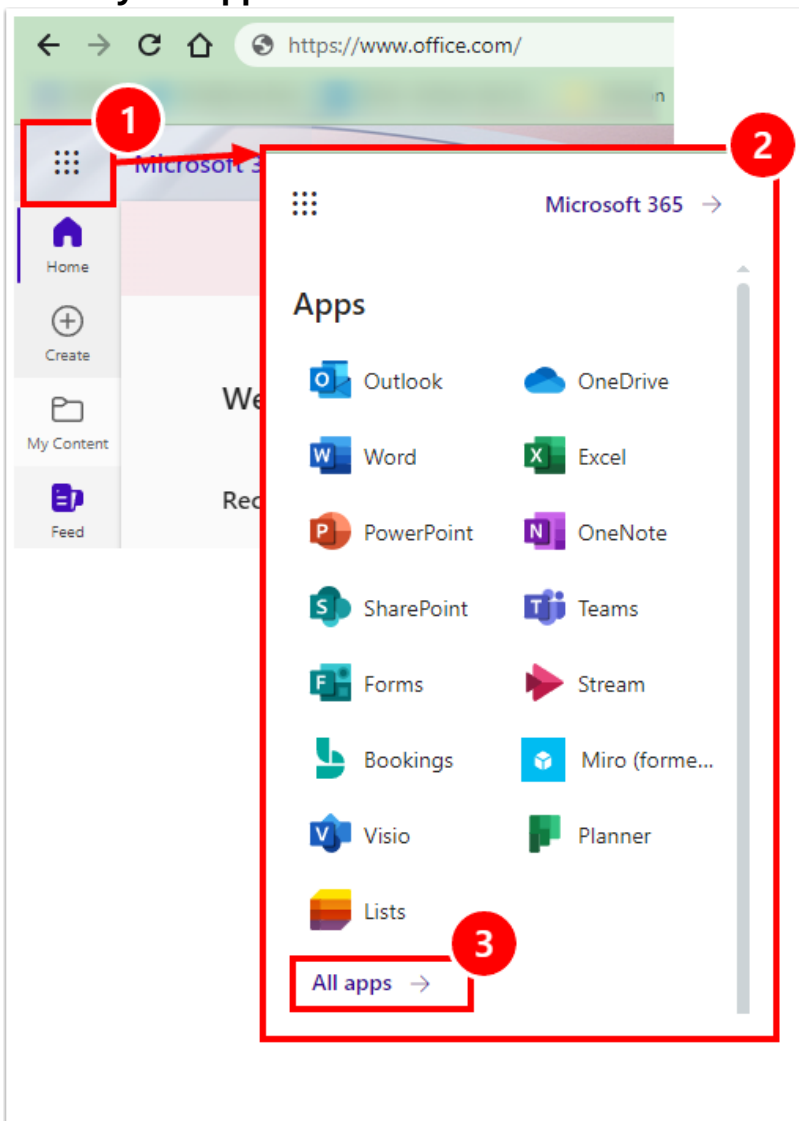 https://www.office.com/
n
1
2
Microsoft 3
Microsoft 365 →
Home
Apps
Create
Outlook
OneDrive
We
My Content
Word
Excel
Rec
Feed
PowerPoint
OneNote
SharePoint
Teams
Forms
Stream
Bookings
Miro (forme...
Visio
Planner
Lists
3
All apps →